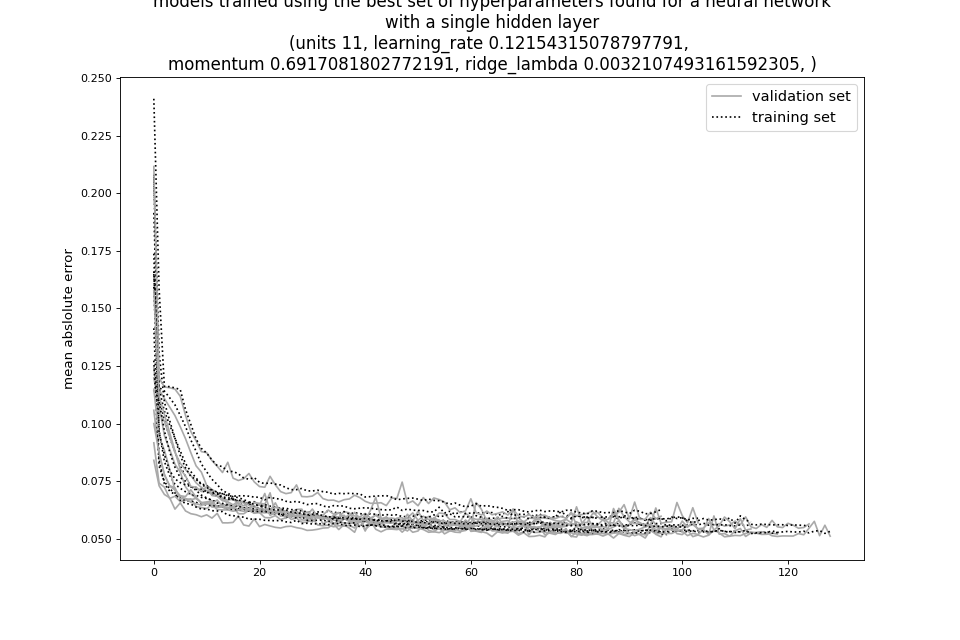 models trained using the best set of hyperparameters found for a neural network
with a single hidden layer
(units 11, learning_rate 0.12154315078797791,
momentum 0.6917081802772191, ridge_lambda 0.0032107493161592305, )
0.250
validation set
training set
0.225
0.200
0.175
0.150
mean abslolute error
0.125
0.100
0.075
0.050
0 20 40 60 80 100 120